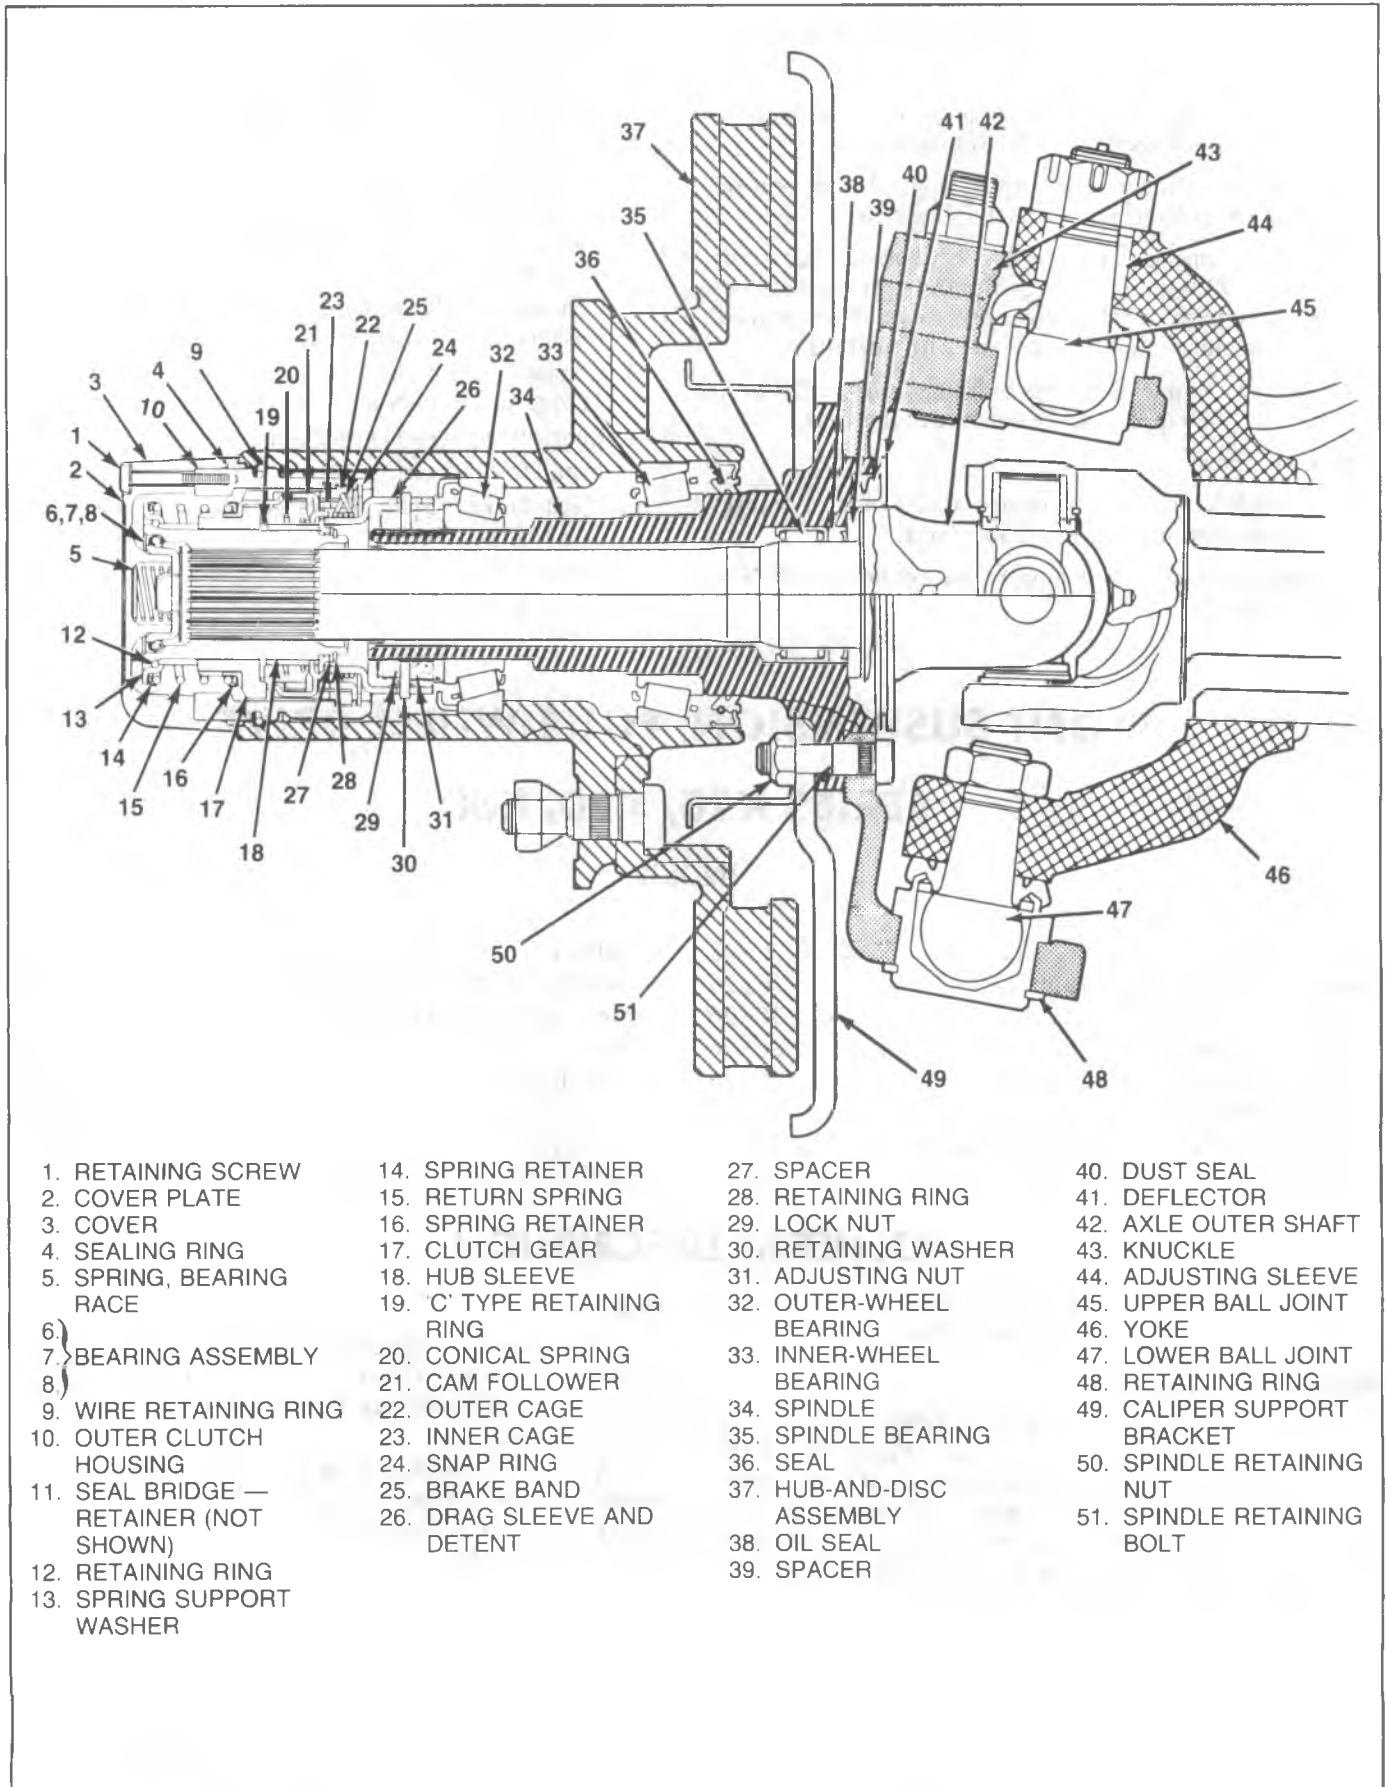 41 42
43
37
40
38
39
35
44
36
25
22
23
21
24
32
33
45
9
20
26
4
34
3
10
19
1
2
6,7,8
5
12
13
14
15
16
17
18
27
28
29
30
31
46
47
50
51
49
48
1. RETAINING SCREW
2. COVER PLATE
3. COVER
4. SEALING RING
5. SPRING, BEARING
RACE
6.}
7.}BEARING ASSEMBLY
8.}
9. WIRE RETAINING RING
10. OUTER CLUTCH
HOUSING
11. SEAL BRIDGE —
RETAINER (NOT
SHOWN)
12. RETAINING RING
13. SPRING SUPPORT
WASHER
14. SPRING RETAINER
15. RETURN SPRING
16. SPRING RETAINER
17. CLUTCH GEAR
18. HUB SLEEVE
19. 'C' TYPE RETAINING
RING
20. CONICAL SPRING
21. CAM FOLLOWER
22. OUTER CAGE
23. INNER CAGE
24. SNAP RING
25. BRAKE BAND
26. DRAG SLEEVE AND
DETENT
27. SPACER
28. RETAINING RING
29. LOCK NUT
30. RETAINING WASHER
31. ADJUSTING NUT
32. OUTER-WHEEL
BEARING
33. INNER-WHEEL
BEARING
34. SPINDLE
35. SPINDLE BEARING
36. SEAL
37. HUB-AND-DISC
ASSEMBLY
38. OIL SEAL
39. SPACER
40. DUST SEAL
41. DEFLECTOR
42. AXLE OUTER SHAFT
43. KNUCKLE
44. ADJUSTING SLEEVE
45. UPPER BALL JOINT
46. YOKE
47. LOWER BALL JOINT
48. RETAINING RING
49. CALIPER SUPPORT
BRACKET
50. SPINDLE RETAINING
NUT
51. SPINDLE RETAINING
BOLT